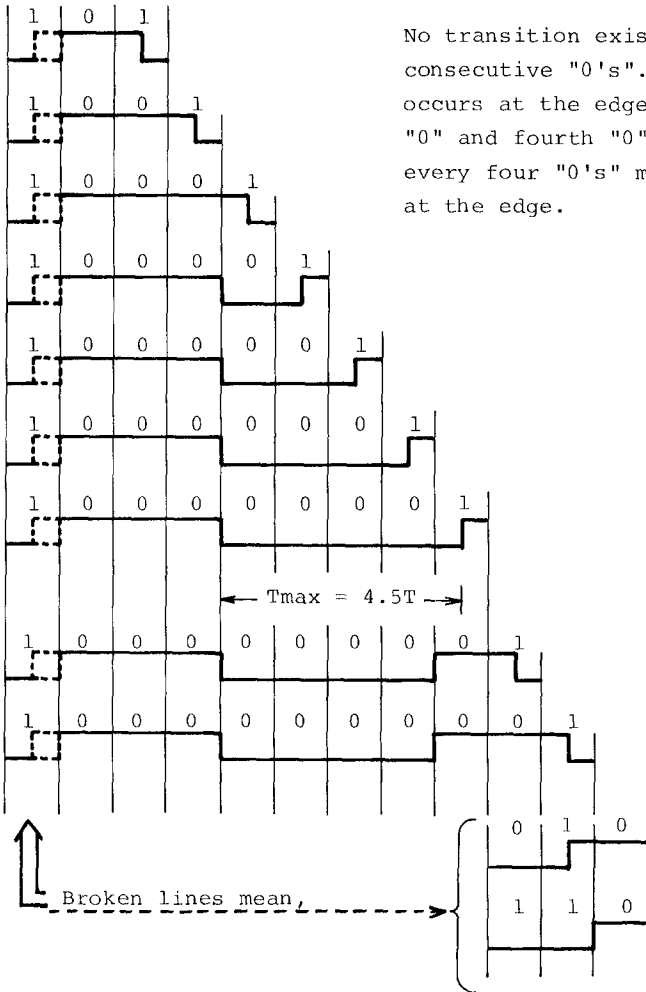 1 0 1
No transition exis
consecutive "0's".
occurs at the edge
"0" and fourth "0"
every four "0's" m
at the edge.
1 0 0 1
1 0 0 0 1
1 0 0 0 0 1
1 0 0 0 0 0 1
1 0 0 0 0 0 0 1
1 0 0 0 0 0 0 0 1
Tmax = 4.5T
1 0 0 0 0 0 0 0 0 1
1 0 0 0 0 0 0 0 0 0 1
0 1 0
Broken lines mean,
1 1 0